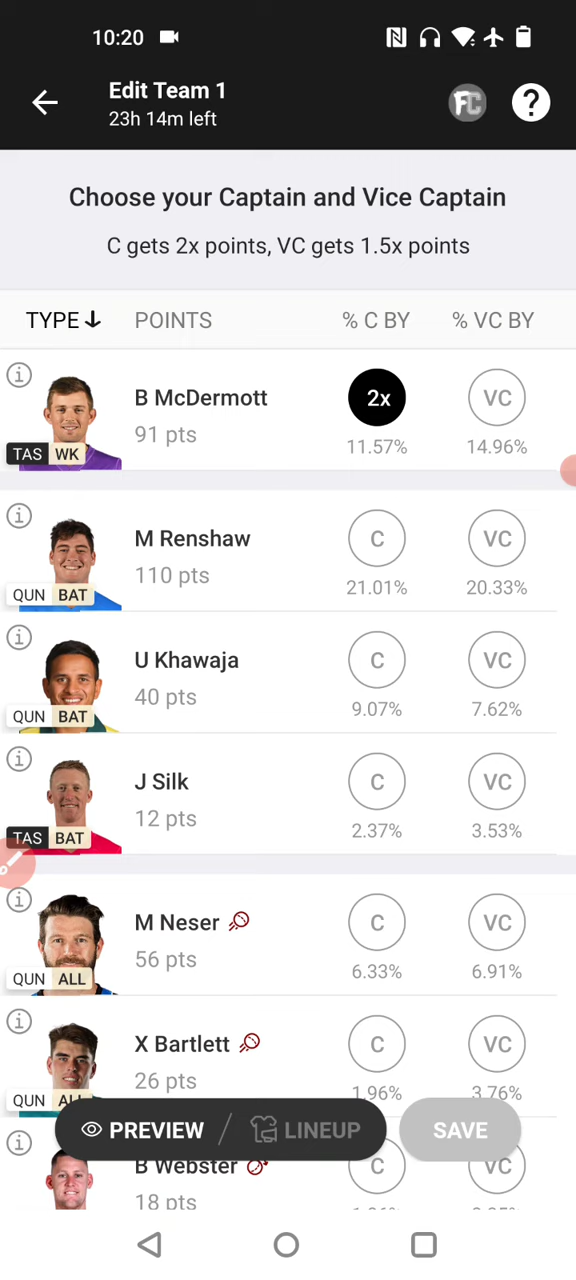 10:20
Edit Team 1
23h 14m left
FC
?
Choose your Captain and Vice Captain
C gets 2x points, VC gets 1.5x points
TYPE POINTS % C BY % VC BY
B McDermott 2x VC
91 pts 11.57% 14.96%
TAS WK
M Renshaw C VC
110 pts 21.01% 20.33%
QUN BAT
U Khawaja C VC
40 pts 9.07% 7.62%
QUN BAT
J Silk C VC
12 pts 2.37% 3.53%
TAS BAT
M Neser C VC
56 pts 6.33% 6.91%
QUN ALL
X Bartlett C VC
26 pts 1.96% 3.76%
QUN ALL
PREVIEW / LINEUP SAVE
B Webster C VC
18 pts